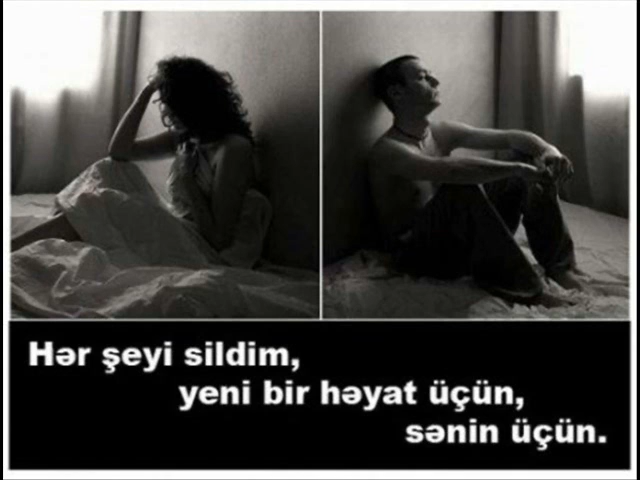 Hər şeyi sildim,
yeni bir həyat üçün,
sənin üçün.